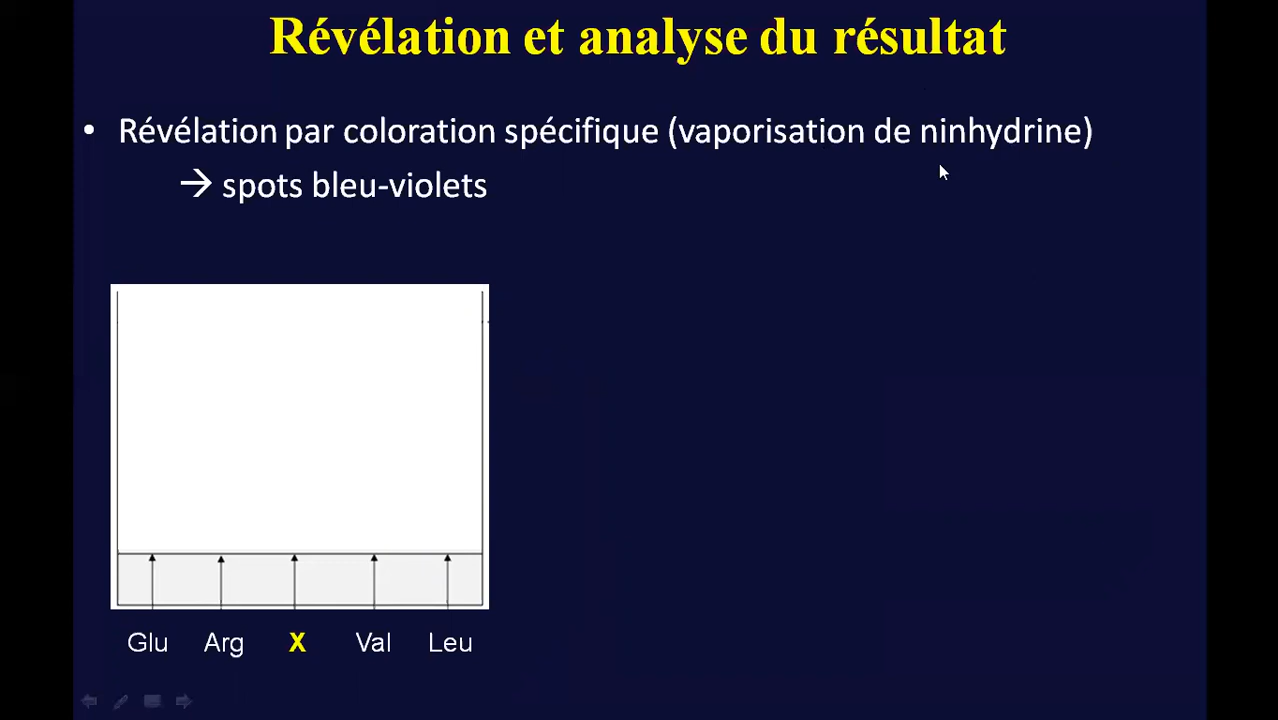 Révélation et analyse du résultat
• Révélation par coloration spécifique (vaporisation de ninhydrine)
→ spots bleu-violets
Glu Arg X Val Leu